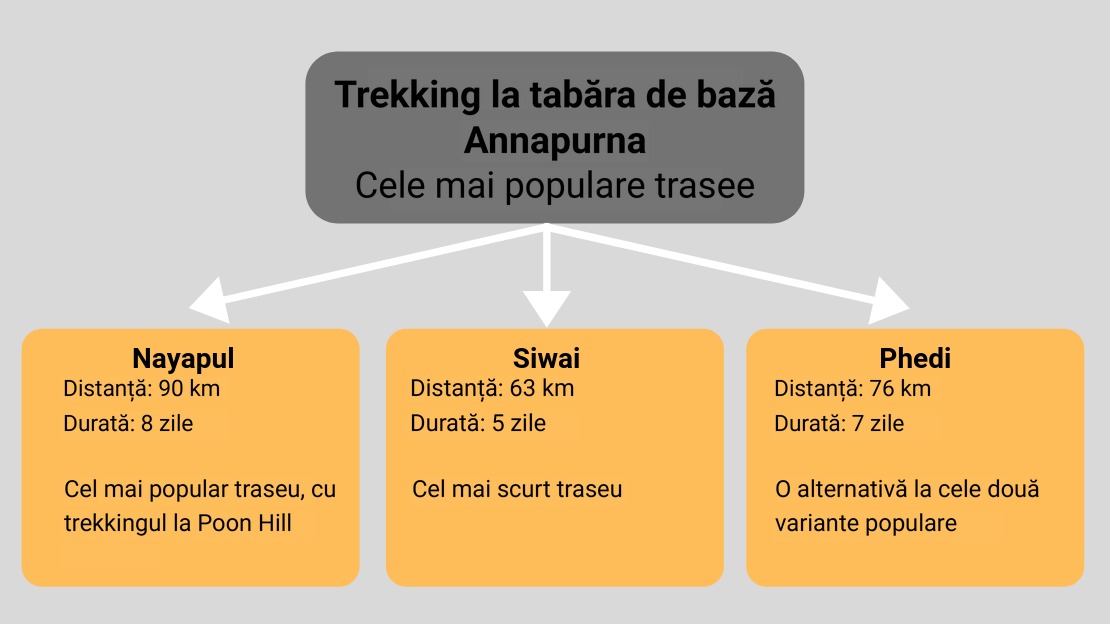 Trekking la tabăra de bază
Annapurna
Cele mai populare trasee
Nayapul
Distanță: 90 km
Durată: 8 zile
Cel mai popular traseu, cu
trekkingul la Poon Hill
Siwai
Distanță: 63 km
Durată: 5 zile
Cel mai scurt traseu
Phedi
Distanță: 76 km
Durată: 7 zile
O alternativă la cele două
variante populare